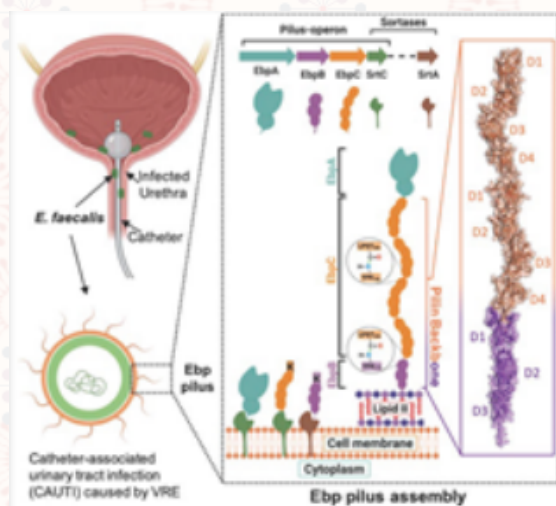 Pilus-operon
Sortases
EbpA
EbpB
EbpC
SrtC
SrtA
Infected
Urethra
E. faecalis
Catheter
Ebp
pilus
Catheter-associated
urinary tract infection
(CAUTI) caused by VRE
EbpA
EbpC
EbpB
Pilin Backbone
K
K
Lipid II
Cell membrane
Cytoplasm
Ebp pilus assembly
D1
D2
D3
D4
D1
D2
D3
D4
D1
D2
D3